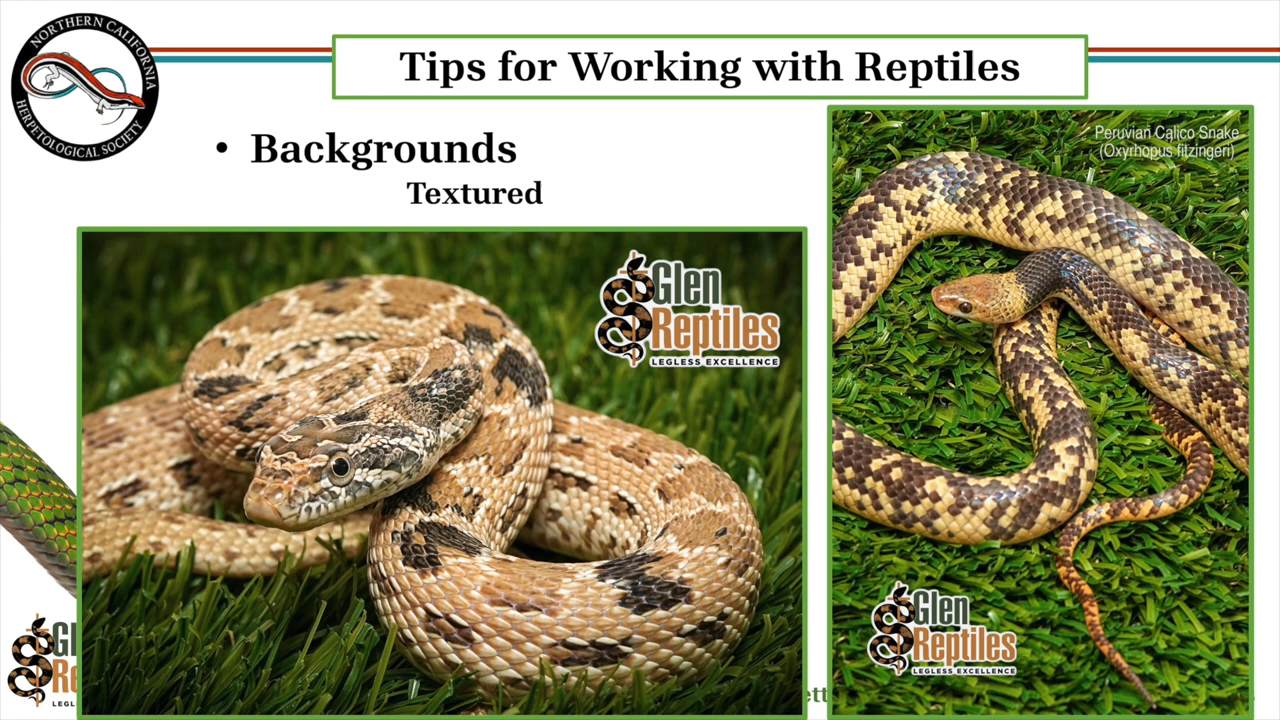 NORTHERN CALIFORNIA
HERPETOLOGICAL SOCIETY
Tips for Working with Reptiles
• Backgrounds
Textured
Peruvian Calico Snake
(Oxyrhopus fitzingeri)
Glen
Reptiles
LEGLESS EXCELLENCE
Glen
Reptiles
LEGLESS EXCELLENCE